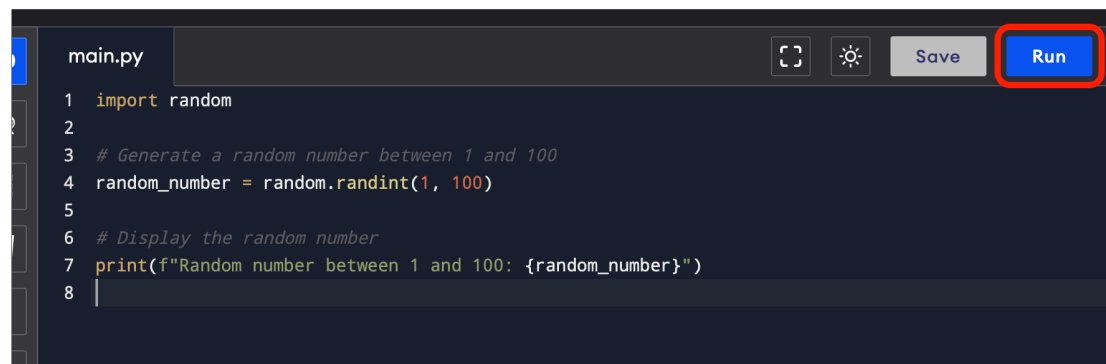 main.py
Save
Run
1 import random
2
3 # Generate a random number between 1 and 100
4 random_number = random.randint(1, 100)
5
6 # Display the random number
7 print(f"Random number between 1 and 100: {random_number}")
8